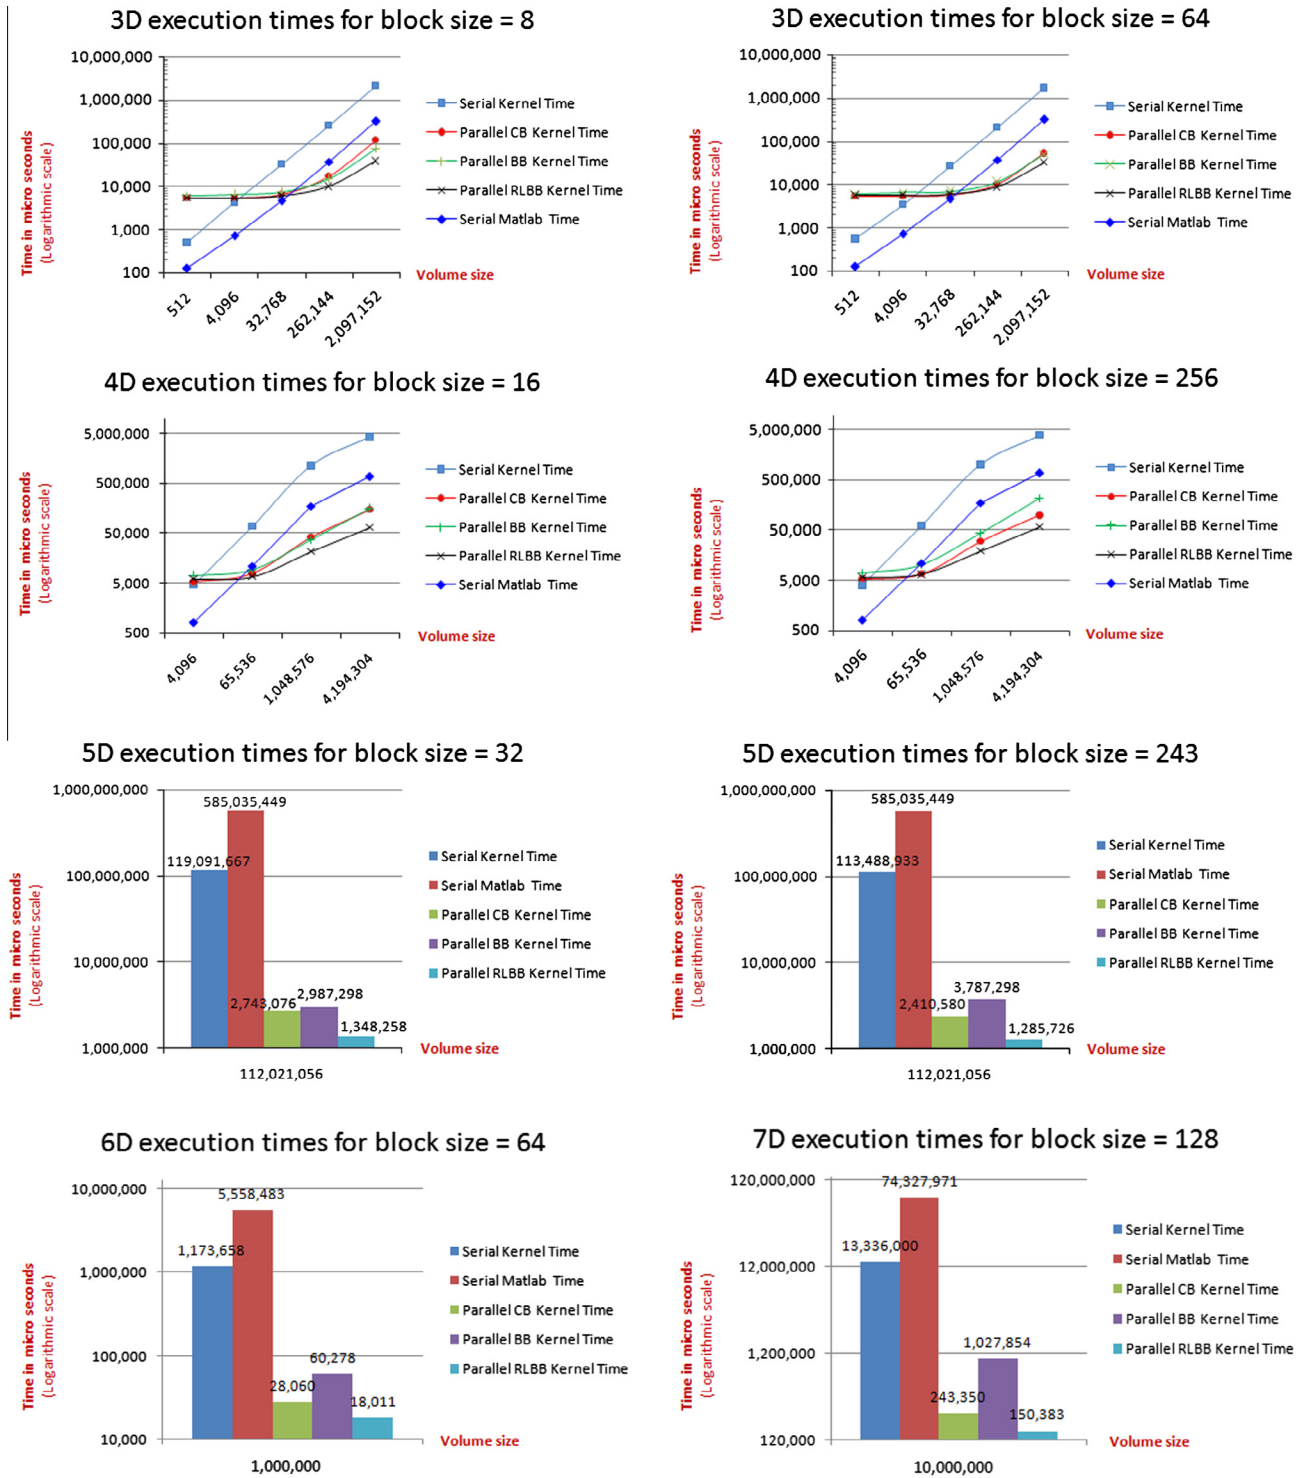 3D execution times for block size = 8
10,000,000
1,000,000
100,000
10,000
1,000
100
Time in micro seconds
(Logarithmic scale)
512
4,096
32,768
262,144
2,097,152
Volume size
Serial Kernel Time
Parallel CB Kernel Time
Parallel BB Kernel Time
Parallel RLBB Kernel Time
Serial Matlab Time
3D execution times for block size = 64
10,000,000
1,000,000
100,000
10,000
1,000
100
Time in micro seconds
(Logarithmic scale)
512
4,096
32,768
262,144
2,097,152
Volume size
Serial Kernel Time
Parallel CB Kernel Time
Parallel BB Kernel Time
Parallel RLBB Kernel Time
Serial Matlab Time
4D execution times for block size = 16
5,000,000
500,000
50,000
5,000
500
Time in micro seconds
(Logarithmic scale)
4,096
65,536
1,048,576
4,194,304
Volume size
Serial Kernel Time
Parallel CB Kernel Time
Parallel BB Kernel Time
Parallel RLBB Kernel Time
Serial Matlab Time
4D execution times for block size = 256
5,000,000
500,000
50,000
5,000
500
Time in micro seconds
(Logarithmic scale)
4,096
65,536
1,048,576
4,194,304
Volume size
Serial Kernel Time
Parallel CB Kernel Time
Parallel BB Kernel Time
Parallel RLBB Kernel Time
Serial Matlab Time
5D execution times for block size = 32
1,000,000,000
100,000,000
10,000,000
1,000,000
Time in micro seconds
(Logarithmic scale)
119,091,667
585,035,449
2,743,076
2,987,298
1,348,258
112,021,056
Volume size
Serial Kernel Time
Serial Matlab Time
Parallel CB Kernel Time
Parallel BB Kernel Time
Parallel RLBB Kernel Time
5D execution times for block size = 243
1,000,000,000
100,000,000
10,000,000
1,000,000
Time in micro seconds
(Logarithmic scale)
113,488,933
585,035,449
2,410,580
3,787,298
1,285,726
112,021,056
Volume size
Serial Kernel Time
Serial Matlab Time
Parallel CB Kernel Time
Parallel BB Kernel Time
Parallel RLBB Kernel Time
6D execution times for block size = 64
10,000,000
1,000,000
100,000
10,000
Time in micro seconds
(Logarithmic scale)
1,173,658
5,558,483
28,060
60,278
18,011
1,000,000
Volume size
Serial Kernel Time
Serial Matlab Time
Parallel CB Kernel Time
Parallel BB Kernel Time
Parallel RLBB Kernel Time
7D execution times for block size = 128
120,000,000
12,000,000
1,200,000
120,000
Time in micro seconds
(Logarithmic scale)
13,336,000
74,327,971
243,350
1,027,854
150,383
10,000,000
Volume size
Serial Kernel Time
Serial Matlab Time
Parallel CB Kernel Time
Parallel BB Kernel Time
Parallel RLBB Kernel Time